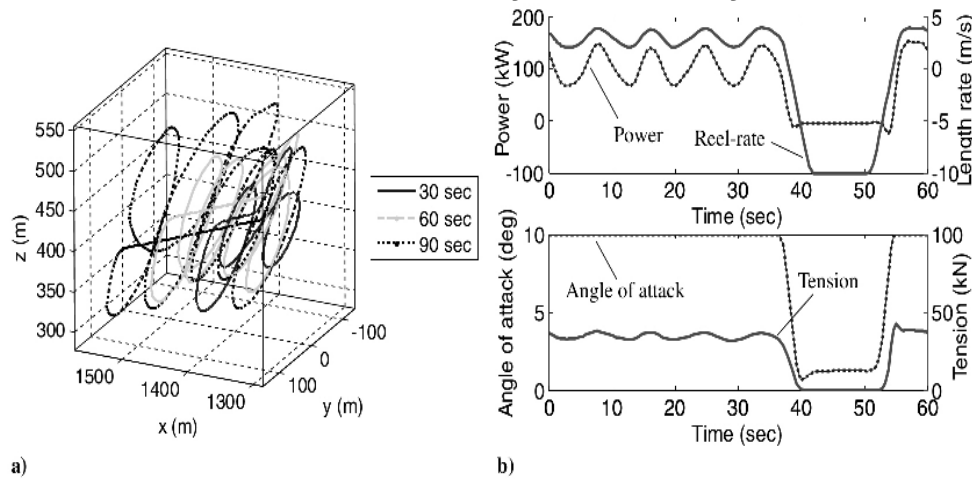 550
500
450
400
350
300
z (m)
1500
1400
1300
x (m)
100
0
-100
y (m)
30 sec
60 sec
90 sec
a)
200
100
0
-100
Power (kW)
5
0
-5
-10
Length rate (m/s)
Power
Reel-rate
0 10 20 30 40 50 60
Time (sec)
10
5
0
Angle of attack (deg)
100
50
0
Tension (kN)
Angle of attack
Tension
0 10 20 30 40 50 60
Time (sec)
b)